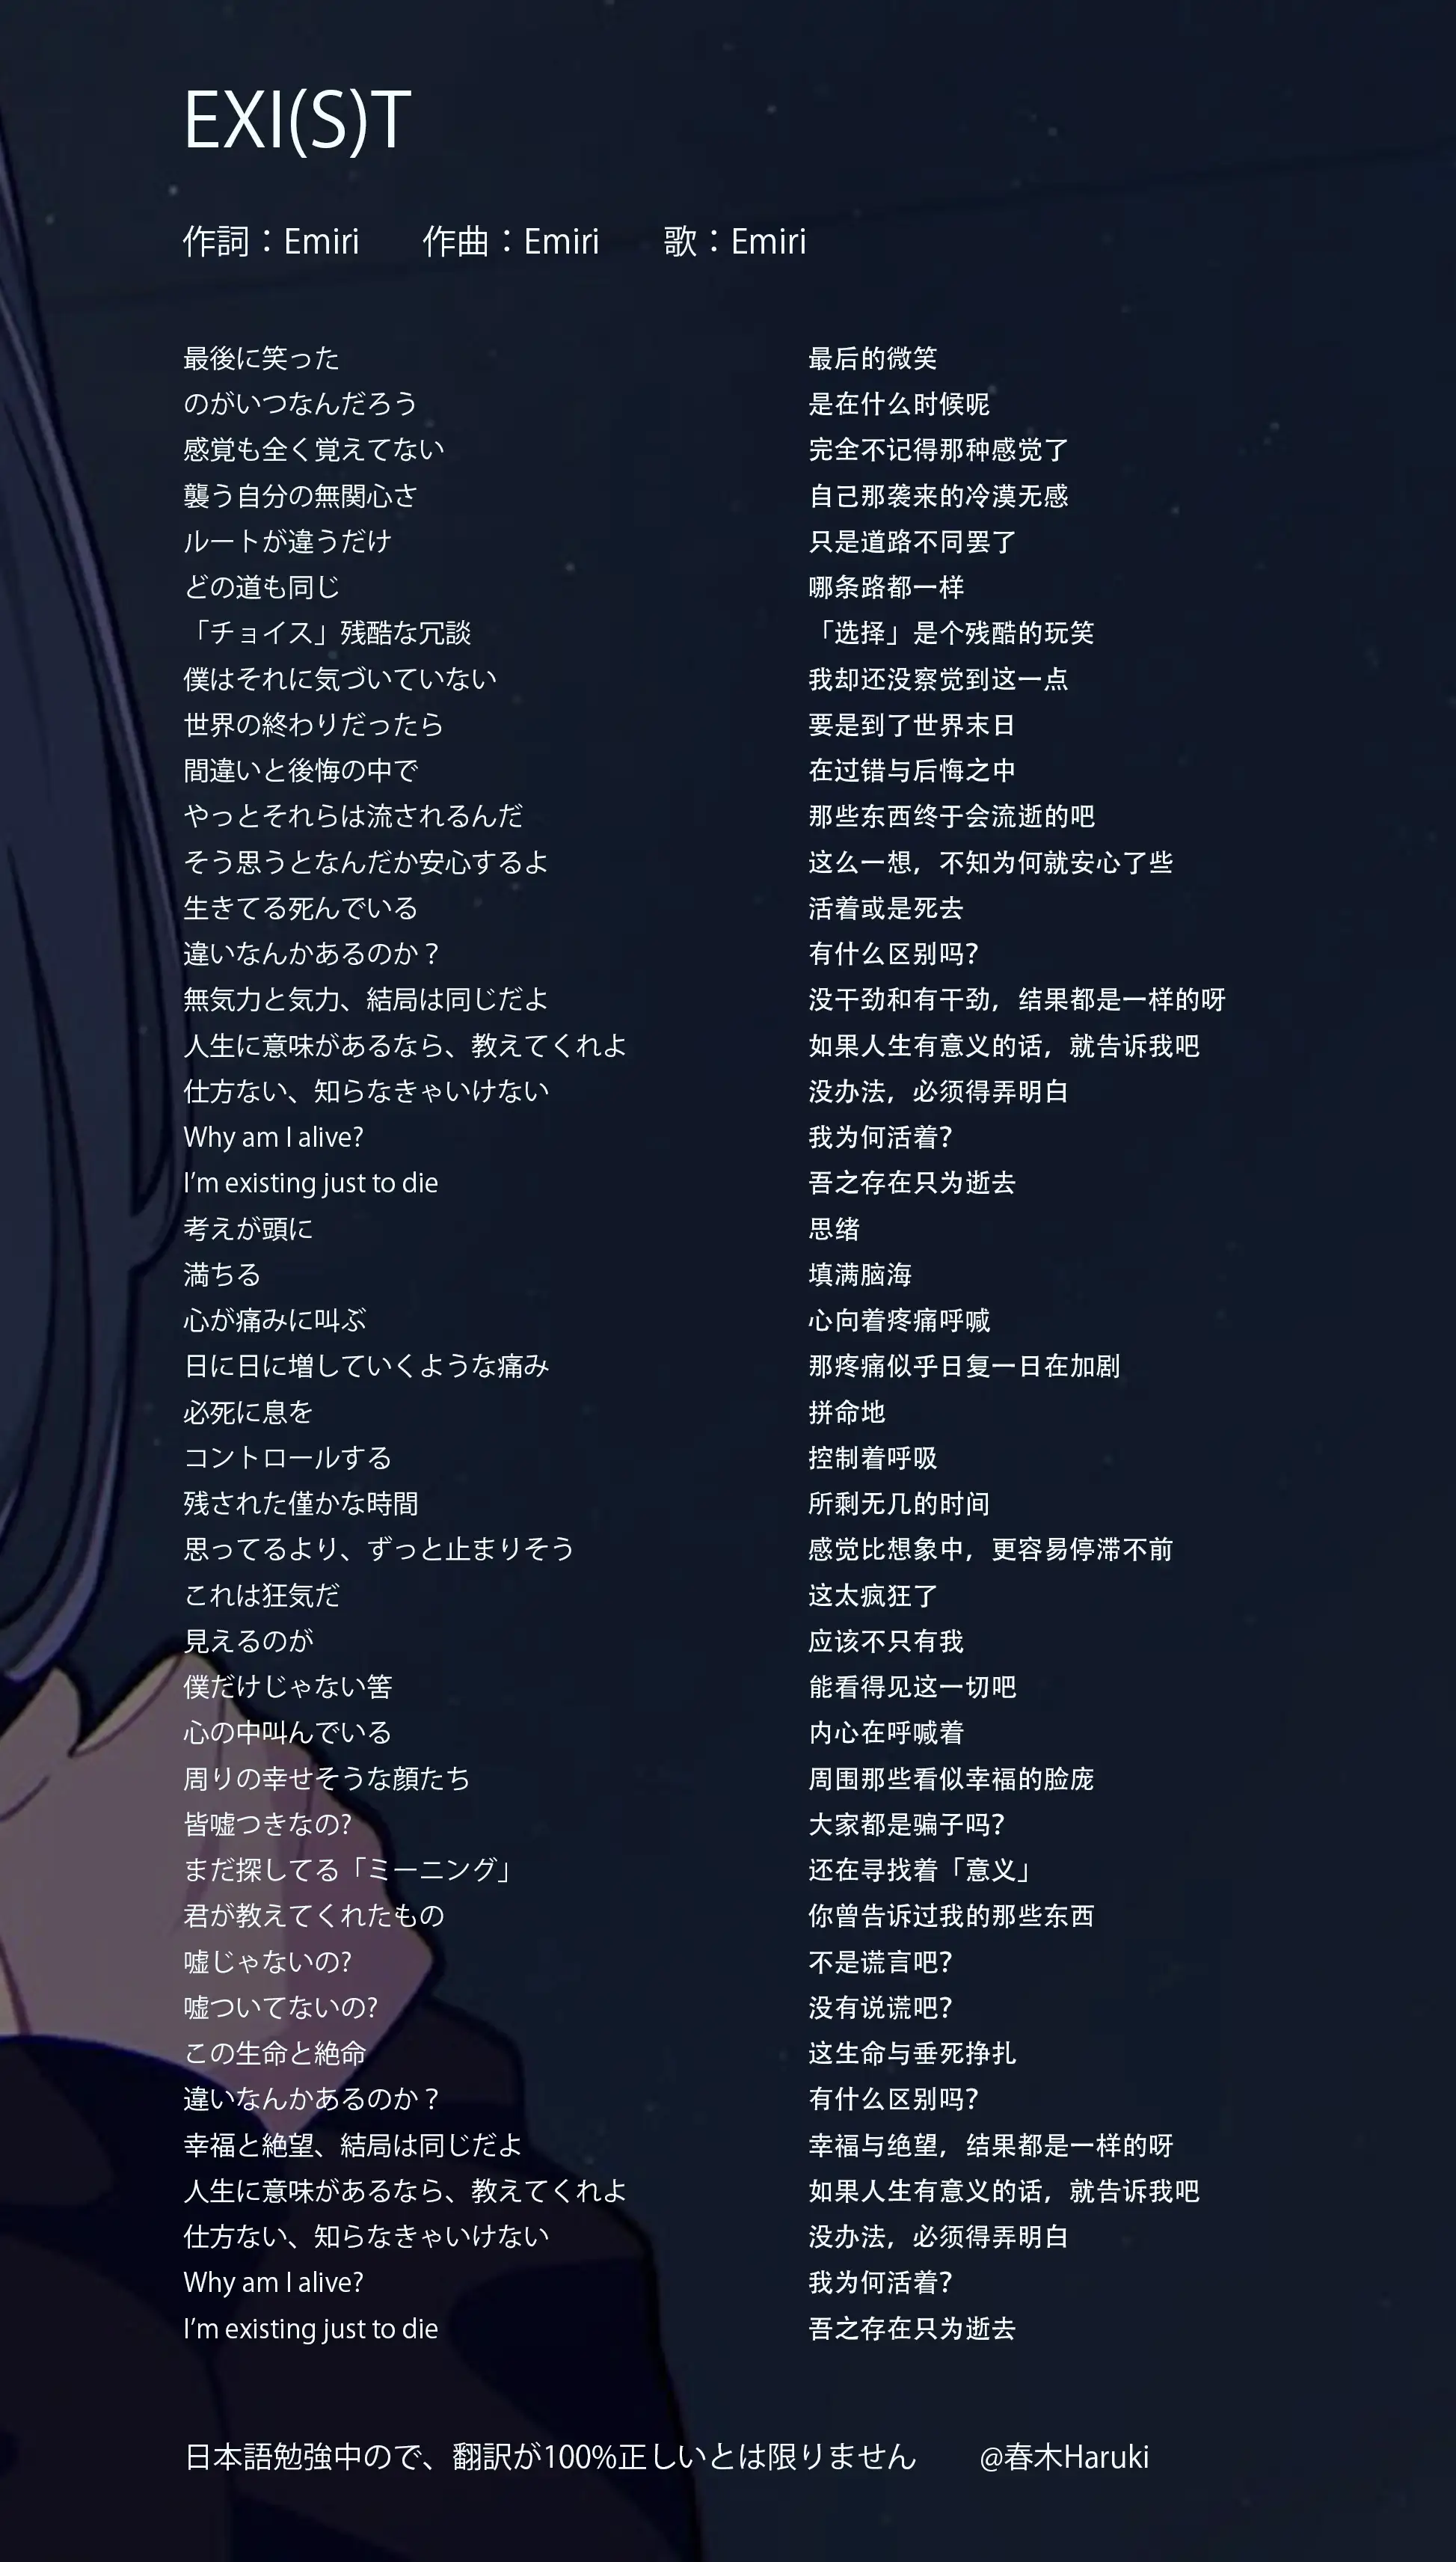 EXI(S)T
作詞：Emiri 作曲：Emiri 歌：Emiri
最後に笑った 最后的微笑
のがいつなんだろう 是在什么时候呢
感覚も全く覚えてない 完全不记得那种感觉了
襲う自分の無関心さ 自己那袭来的冷漠无感
ルートが違うだけ 只是道路不同罢了
どの道も同じ 哪条路都一样
「チョイス」残酷な冗談 「选择」是个残酷的玩笑
僕はそれに気づいていない 我却还没察觉到这一点
世界の終わりだったら 要是到了世界末日
間違いと後悔の中で 在过错与后悔之中
やっとそれらは流されるんだ 那些东西终于会流逝的吧
そう思うとなんだか安心するよ 这么一想，不知为何就安心了些
生きてる死んでいる 活着或是死去
違いなんかあるのか？ 有什么区别吗？
無気力と気力、結局は同じだよ 没干劲和有干劲，结果都是一样的呀
人生に意味があるなら、教えてくれよ 如果人生有意义的话，就告诉我吧
仕方ない、知らなきゃいけない 没办法，必须得弄明白
Why am I alive? 我为何活着？
I’m existing just to die 吾之存在只为逝去
考えが頭に 思绪
満ちる 填满脑海
心が痛みに叫ぶ 心向着疼痛呼喊
日に日に増していくような痛み 那疼痛似乎日复一日在加剧
必死に息を 拼命地
コントロールする 控制着呼吸
残された僅かな時間 所剩无几的时间
思ってるより、ずっと止まりそう 感觉比想象中，更容易停滞不前
これは狂気だ 这太疯狂了
見えるのが 应该不只有我
僕だけじゃない筈 能看得见这一切吧
心の中叫んでいる 内心在呼喊着
周りの幸せそうな顔たち 周围那些看似幸福的脸庞
皆嘘つきなの? 大家都是骗子吗？
まだ探してる「ミーニング」 还在寻找着「意义」
君が教えてくれたもの 你曾告诉过我的那些东西
嘘じゃないの? 不是谎言吧？
嘘ついてないの? 没有说谎吧？
この生命と絶命 这生命与垂死挣扎
違いなんかあるのか？ 有什么区别吗？
幸福と絶望、結局は同じだよ 幸福与绝望，结果都是一样的呀
人生に意味があるなら、教えてくれよ 如果人生有意义的话，就告诉我吧
仕方ない、知らなきゃいけない 没办法，必须得弄明白
Why am I alive? 我为何活着？
I’m existing just to die 吾之存在只为逝去
日本語勉強中ので、翻訳が100%正しいとは限りません @春木Haruki